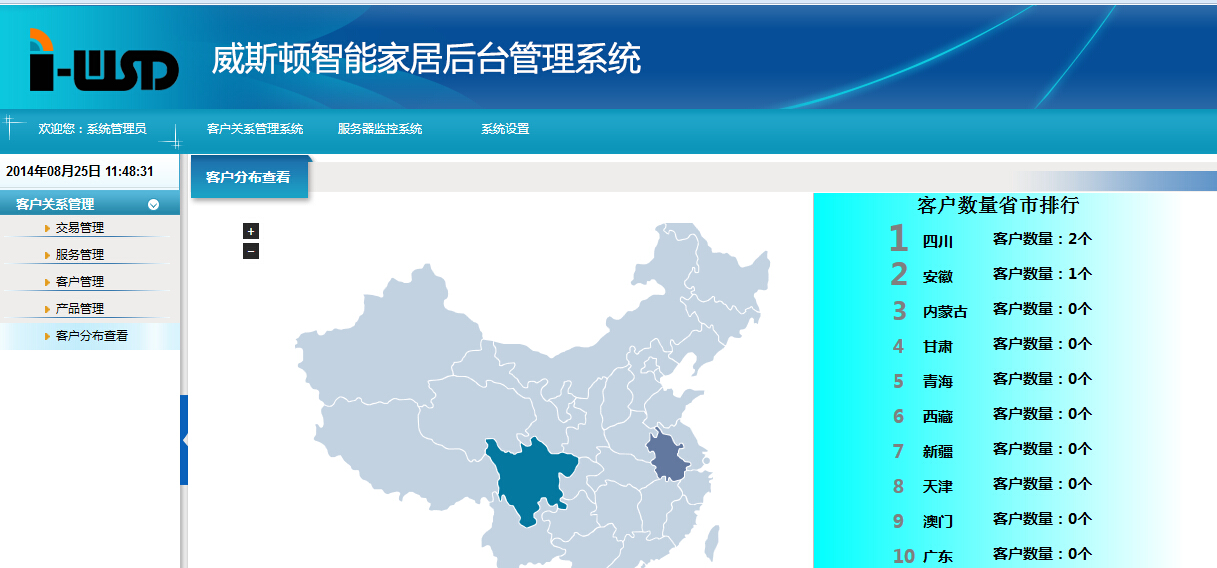 i-WSD
威斯顿智能家居后台管理系统
欢迎您：系统管理员 客户关系管理系统 服务器监控系统 系统设置
2014年08月25日 11:48:31
客户关系管理
交易管理
服务管理
客户管理
产品管理
客户分布查看
客户分布查看
+
−
客户数量省市排行
1 四川 客户数量：2个
2 安徽 客户数量：1个
3 内蒙古 客户数量：0个
4 甘肃 客户数量：0个
5 青海 客户数量：0个
6 西藏 客户数量：0个
7 新疆 客户数量：0个
8 天津 客户数量：0个
9 澳门 客户数量：0个
10 广东 客户数量：0个